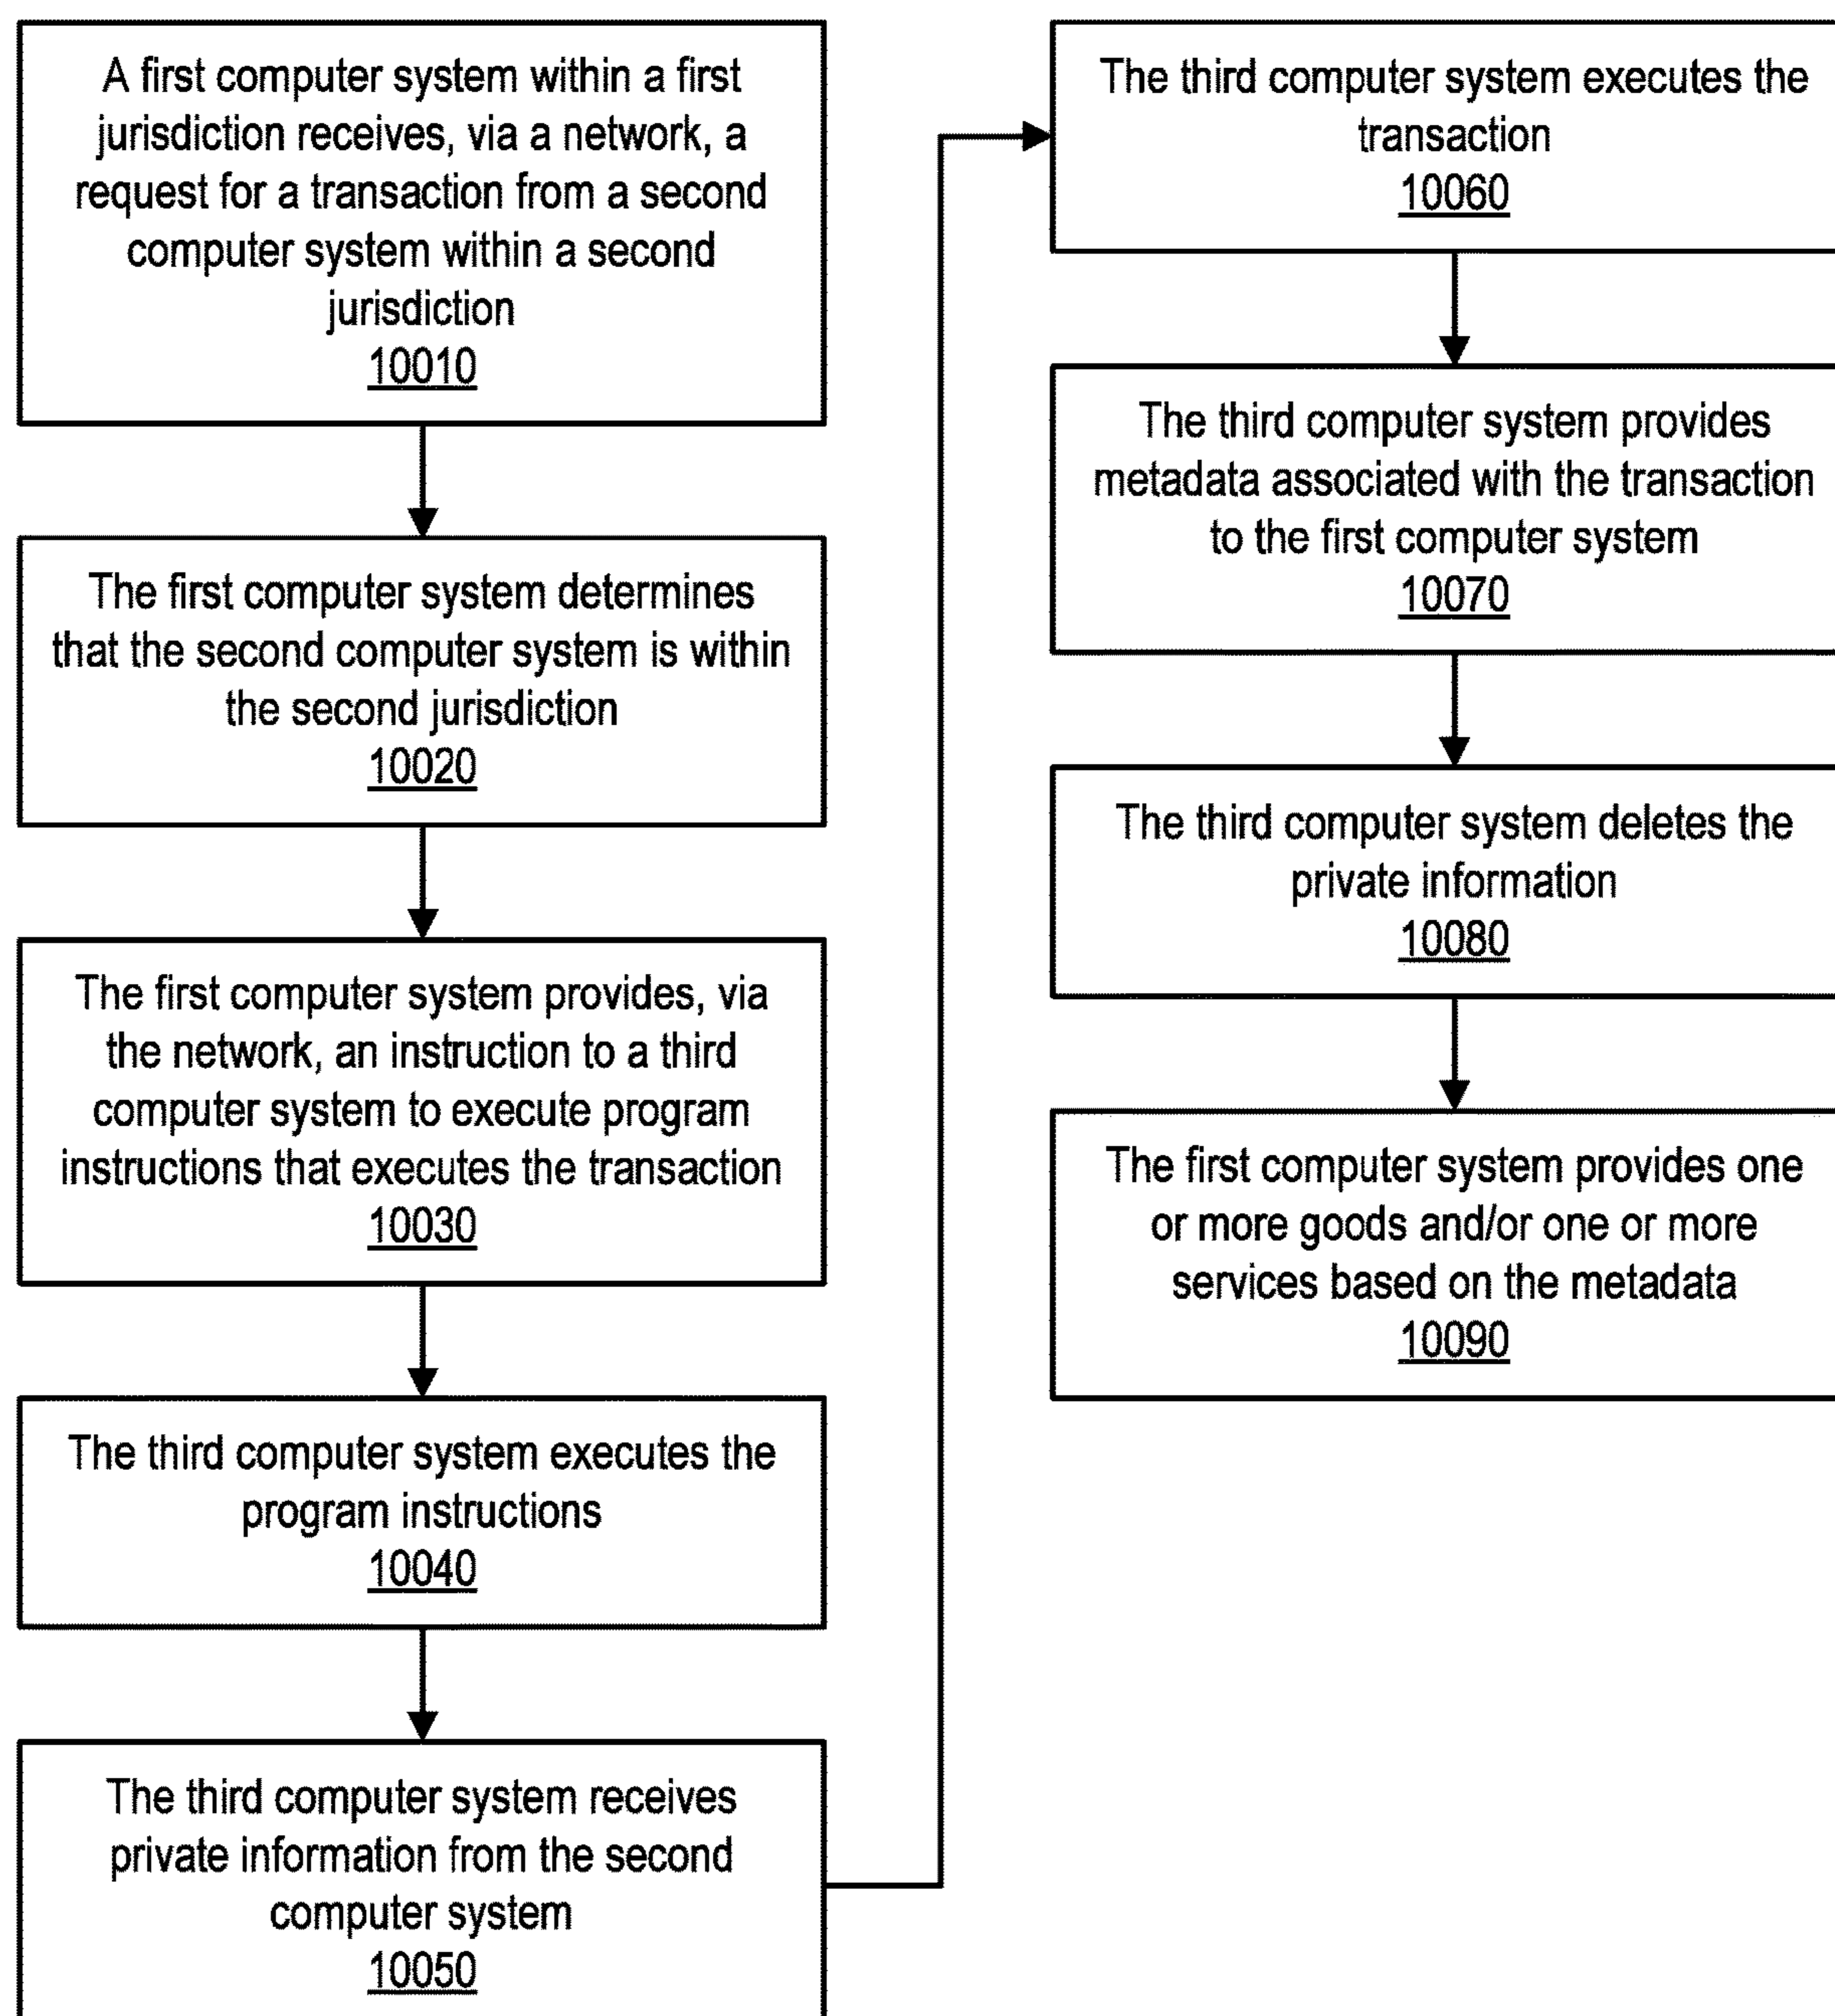 A first computer system within a first
jurisdiction receives, via a network, a
request for a transaction from a second
computer system within a second
jurisdiction
10010
The first computer system determines
that the second computer system is within
the second jurisdiction
10020
The first computer system provides, via
the network, an instruction to a third
computer system to execute program
instructions that executes the transaction
10030
The third computer system executes the
program instructions
10040
The third computer system receives
private information from the second
computer system
10050
The third computer system executes the
transaction
10060
The third computer system provides
metadata associated with the transaction
to the first computer system
10070
The third computer system deletes the
private information
10080
The first computer system provides one
or more goods and/or one or more
services based on the metadata
10090